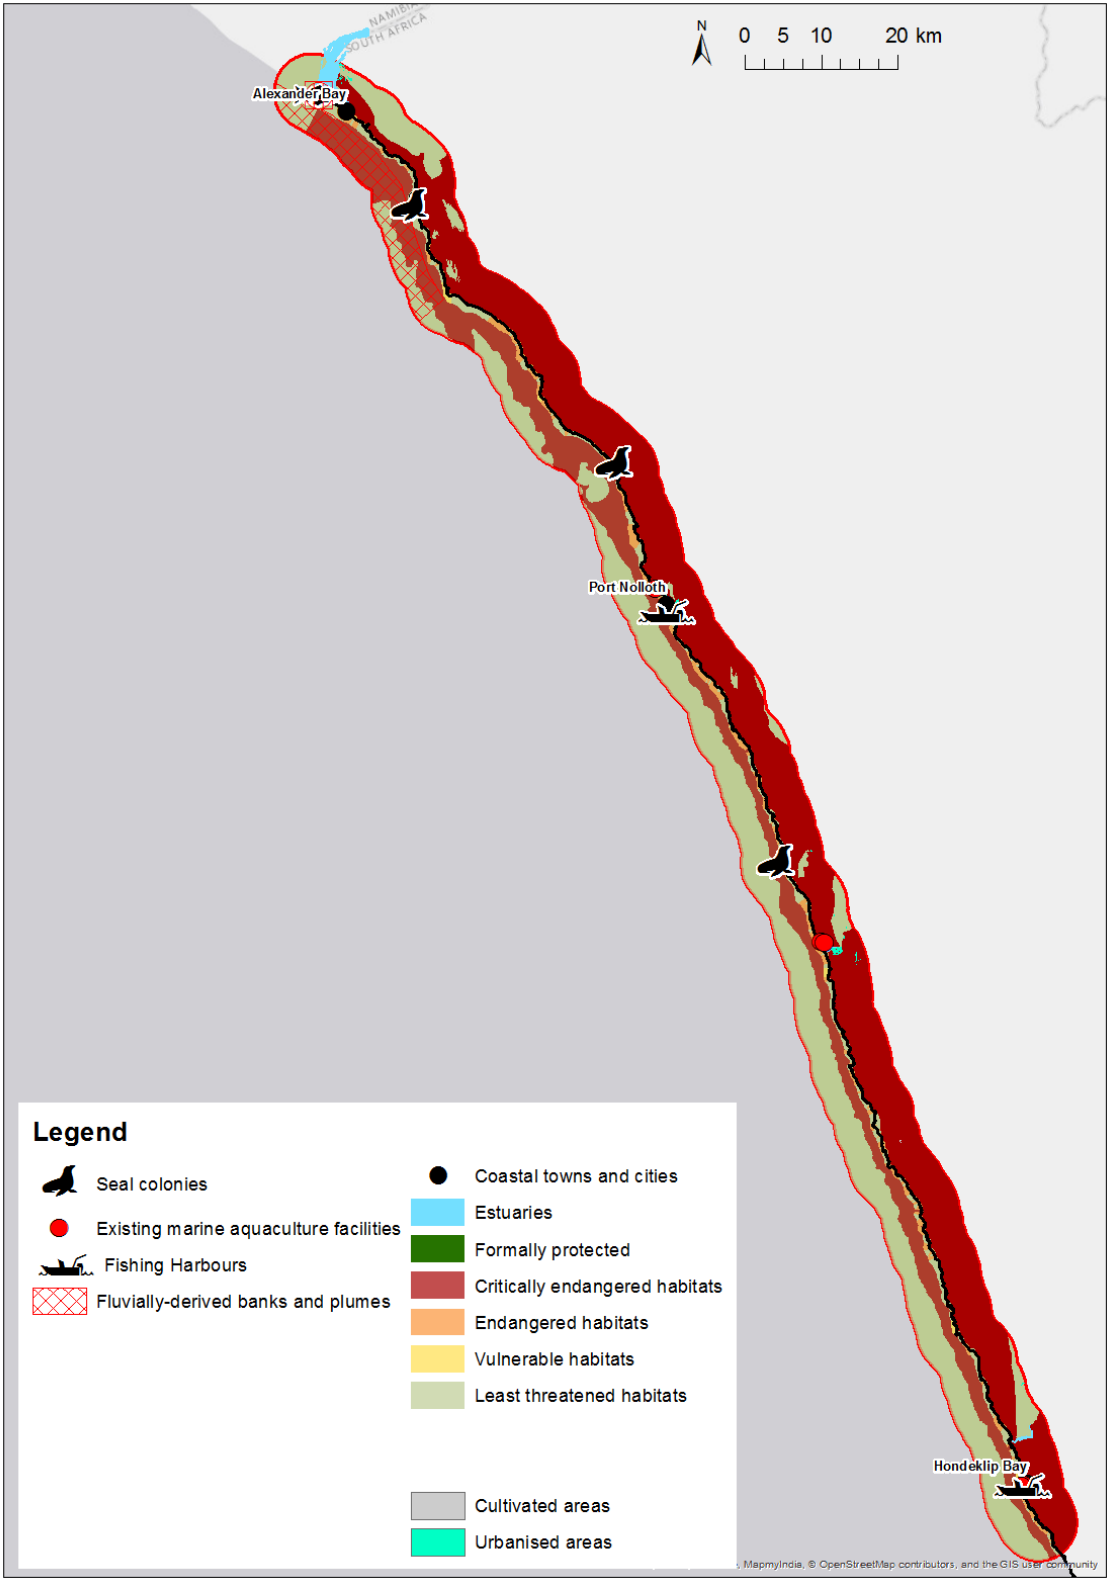 NAMIBIA
SOUTH AFRICA
N
0 5 10 20 km
Alexander Bay
Port Nolloth
Hondeklip Bay
Legend
Seal colonies
Existing marine aquaculture facilities
Fishing Harbours
Fluvially-derived banks and plumes
Coastal towns and cities
Estuaries
Formally protected
Critically endangered habitats
Endangered habitats
Vulnerable habitats
Least threatened habitats
Cultivated areas
Urbanised areas
, MapmyIndia, © OpenStreetMap contributors, and the GIS user community